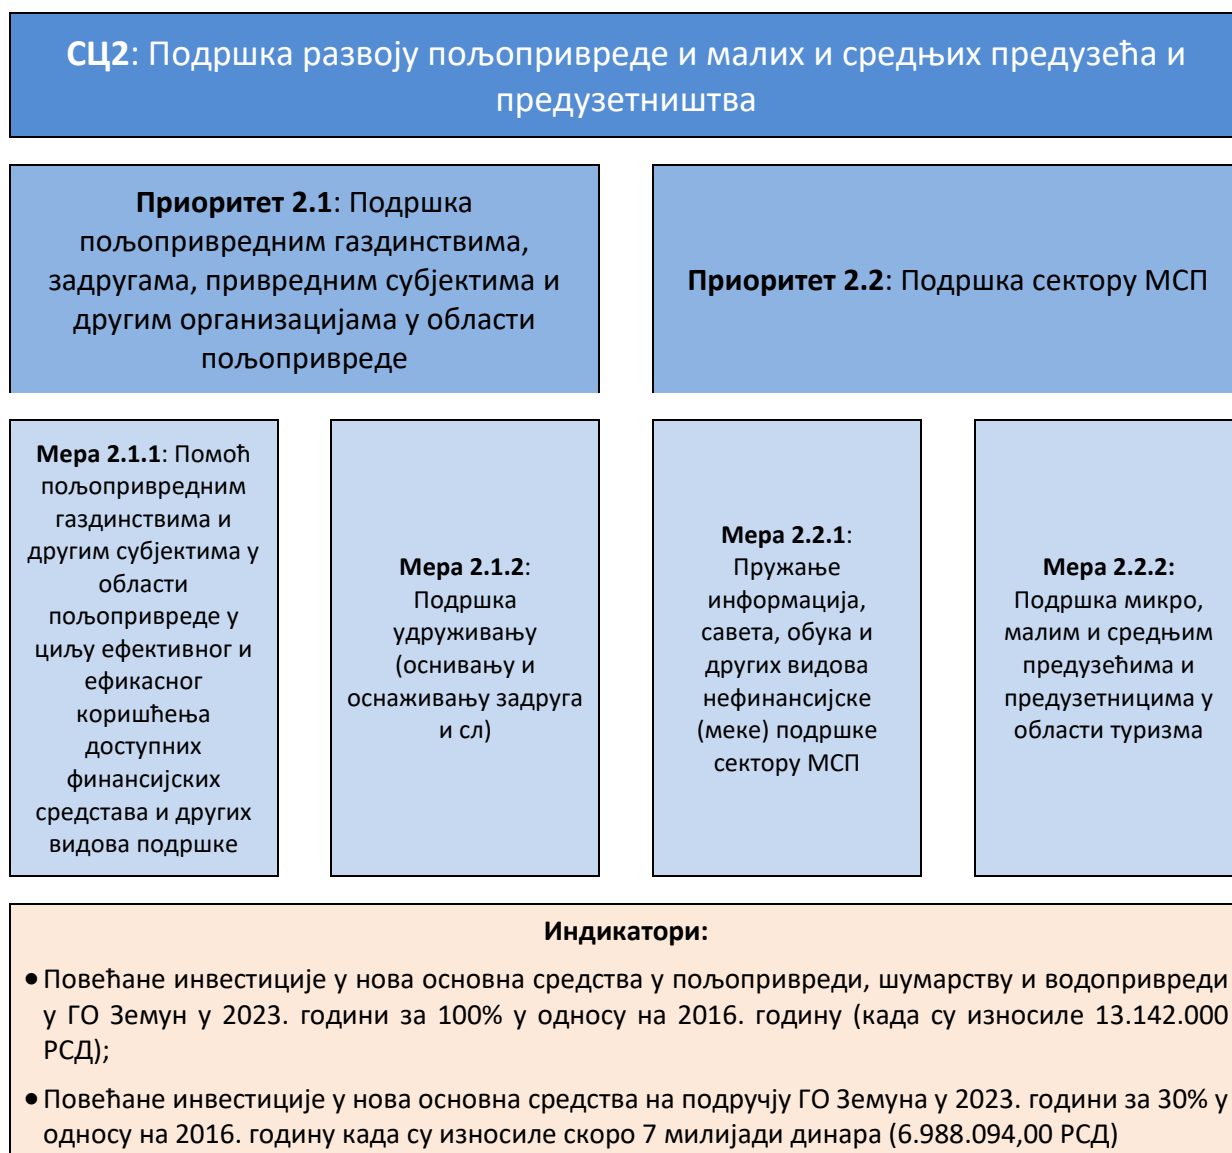 СЦ2: Подршка развоју пољопривреде и малих и средњих предузећа и
предузетништва
Приоритет 2.1: Подршка
пољопривредним газдинствима,
задругама, привредним субјектима и
другим организацијама у области
пољопривреде
Приоритет 2.2: Подршка сектору МСП
Мера 2.1.1: Помоћ
пољопривредним
газдинствима и
другим субјектима у
области
пољопривреде у
циљу ефективног и
ефикасног
коришћења
доступних
финансијских
средстава и других
видова подршке
Мера 2.1.2:
Подршка
удруживању
(оснивању и
оснаживању задруга
и сл)
Мера 2.2.1:
Пружање
информација,
савета, обука и
других видова
нефинансијске
(меке) подршке
сектору МСП
Мера 2.2.2:
Подршка микро,
малим и средњим
предузећима и
предузетницима у
области туризма
Индикатори:
• Повећане инвестиције у нова основна средства у пољопривреди, шумарству и водопривреди
у ГО Земун у 2023. години за 100% у односу на 2016. годину (када су износиле 13.142.000
РСД);
• Повећане инвестиције у нова основна средства на подручју ГО Земуна у 2023. години за 30% у
односу на 2016. годину када су износиле скоро 7 милијади динара (6.988.094,00 РСД)